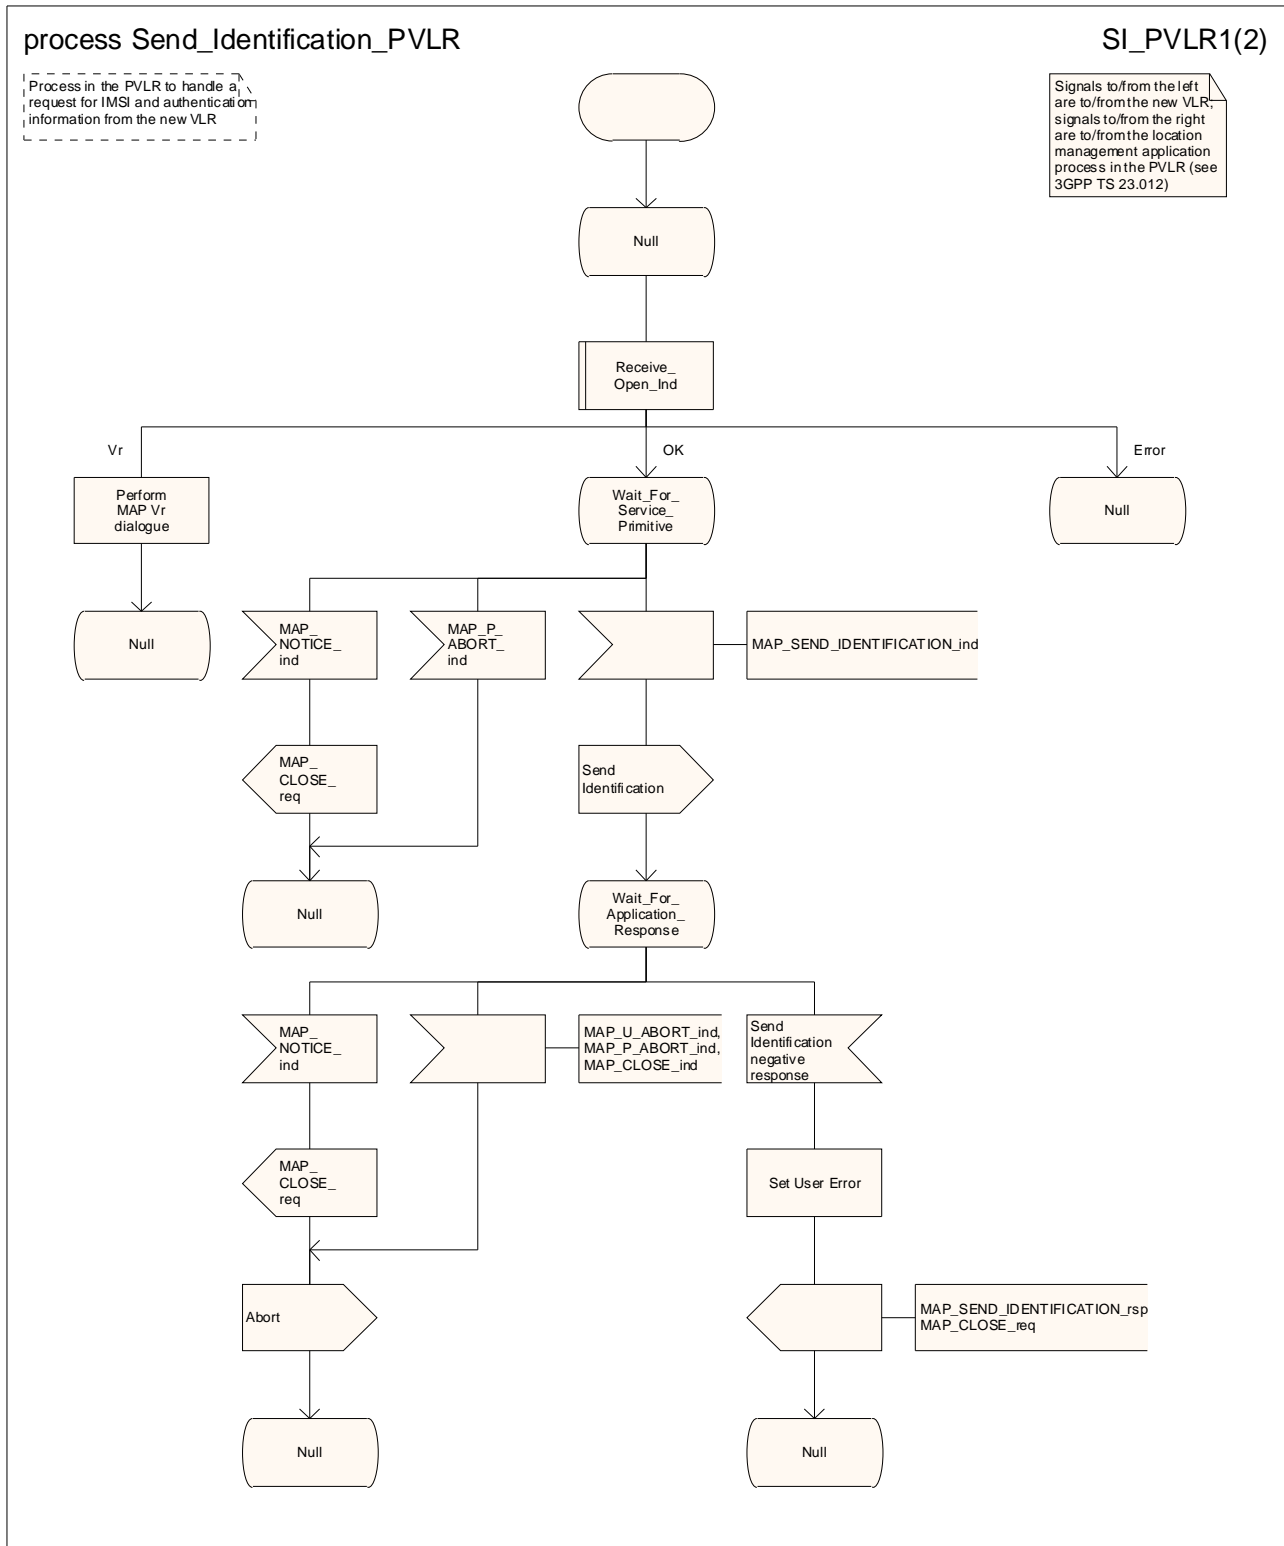 process Send_Identification_PVLR
SI_PVLR1(2)
Process in the PVLR to handle a
request for IMSI and authentication
information from the new VLR
Signals to/from the left
are to/from the new VLR;
signals to/from the right
are to/from the location
management application
process in the PVLR (see
3GPP TS 23.012)
Null
Receive_
Open_Ind
Vr
OK
Error
Perform
MAP Vr
dialogue
Wait_For_
Service_
Primitive
Null
Null
MAP_
NOTICE_
ind
MAP_P_
ABORT_
ind
MAP_SEND_IDENTIFICATION_ind
MAP_
CLOSE_
req
Send
Identification
Null
Wait_For_
Application_
Response
MAP_
NOTICE_
ind
MAP_U_ABORT_ind,
MAP_P_ABORT_ind,
MAP_CLOSE_ind
Send
Identification
negative
response
MAP_
CLOSE_
req
Set User Error
Abort
MAP_SEND_IDENTIFICATION_rsp
MAP_CLOSE_req
Null
Null